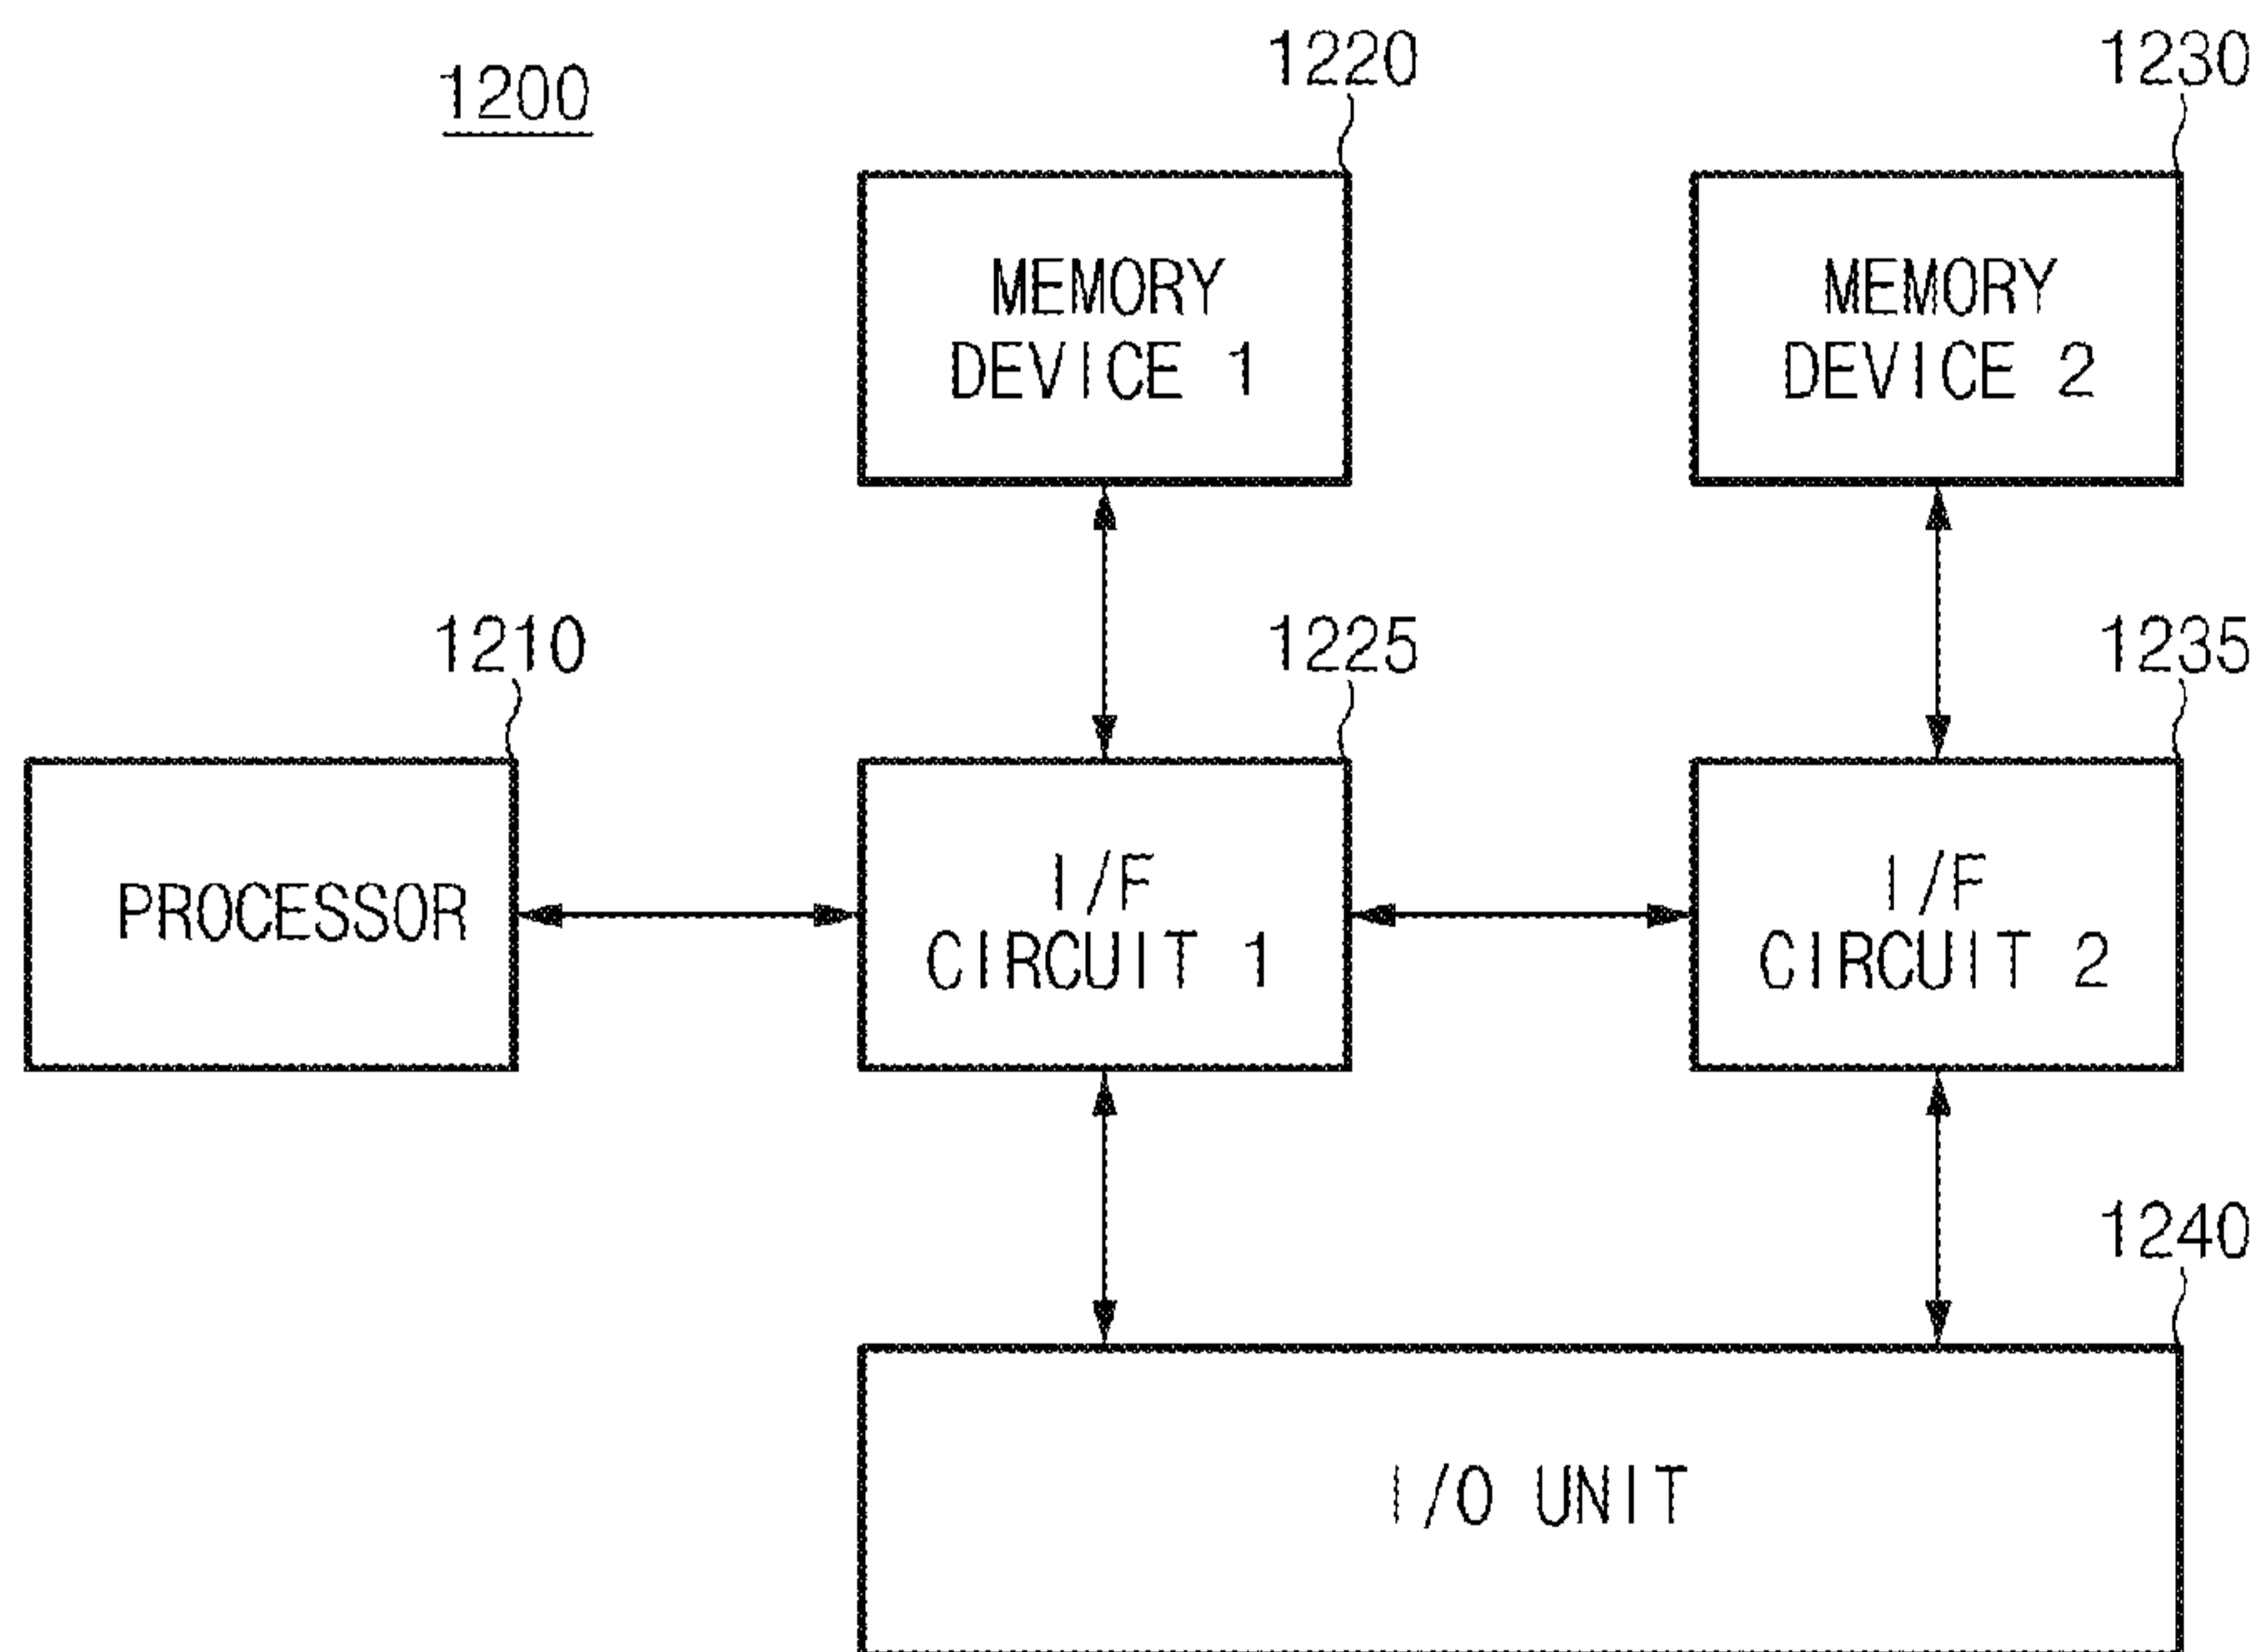 1200
1220
1230
MEMORY
DEVICE 1
MEMORY
DEVICE 2
1210
1225
1235
PROCESSOR
I/F
CIRCUIT 1
I/F
CIRCUIT 2
1240
I/O UNIT